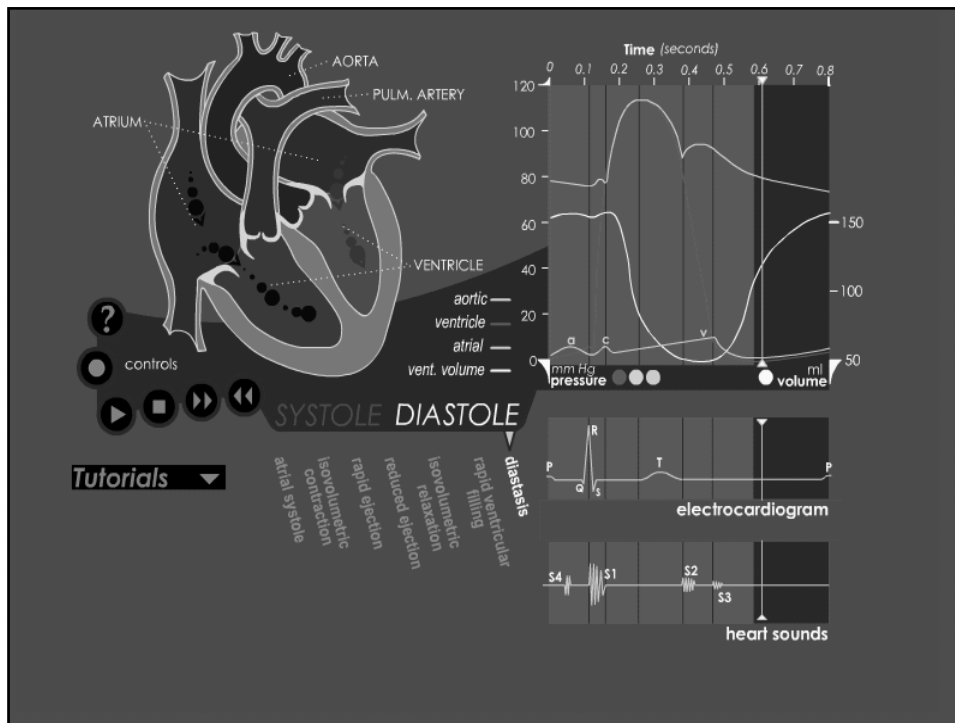 AORTA
PULM. ARTERY
ATRIUM
VENTRICLE
aortic
ventricle
atrial
vent. volume
?
controls
SYSTOLE DIASTOLE
Tutorials
atrial systole
isovolumetric
contraction
rapid ejection
reduced ejection
isovolumetric
relaxation
rapid ventricular
filling
diastasis
Time (seconds)
0 0.1 0.2 0.3 0.4 0.5 0.6 0.7 0.8
120
100
80
60
40
20
0
150
100
50
a c v
mm Hg
pressure
ml
volume
P Q R S T P
electrocardiogram
S4 S1 S2 S3
heart sounds